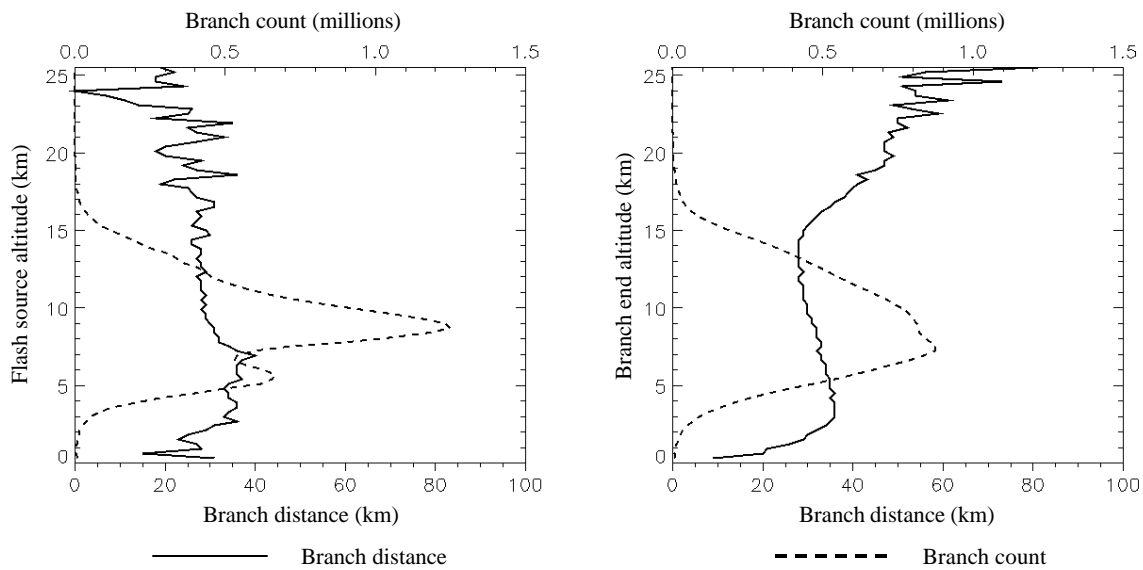 Branch count (millions)
0.0 0.5 1.0 1.5
25
20
15
10
5
0
Flash source altitude (km)
0 20 40 60 80 100
Branch distance (km)
Branch count (millions)
0.0 0.5 1.0 1.5
25
20
15
10
5
0
Branch end altitude (km)
0 20 40 60 80 100
Branch distance (km)
Branch distance
Branch count